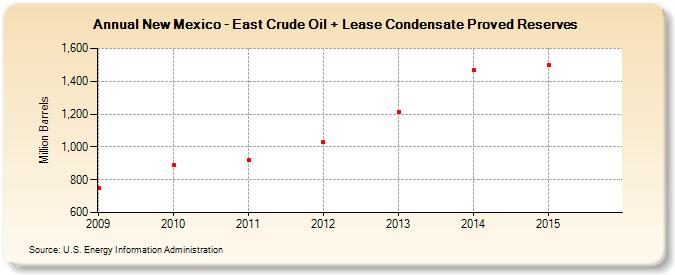 Annual New Mexico - East Crude Oil + Lease Condensate Proved Reserves
Million Barrels
1,600
1,400
1,200
1,000
800
600
2009 2010 2011 2012 2013 2014 2015
Source: U.S. Energy Information Administration